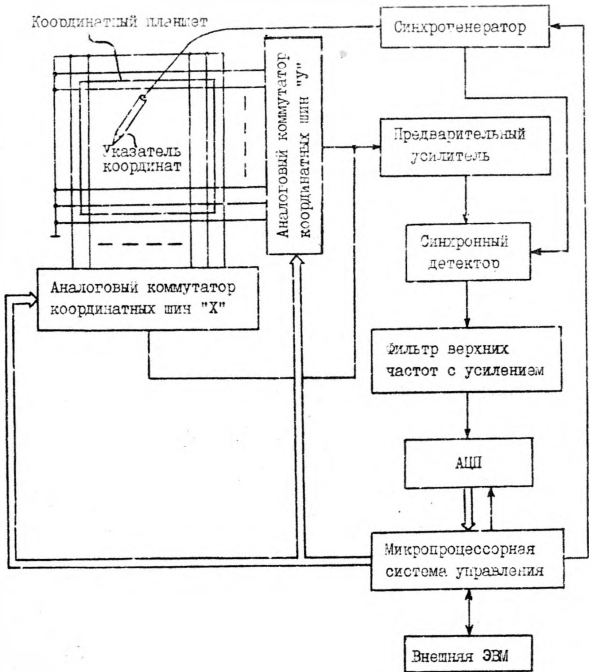 Координатный планшет
Синхрогенератор
Аналоговый коммутатор
координатных шин "У"
Указатель
координат
Предварительный
усилитель
Синхронный
детектор
Аналоговый коммутатор
координатных шин "Х"
Фильтр верхних
частот с усилением
АЦП
Микропроцессорная
система управления
Внешняя ЭВМ